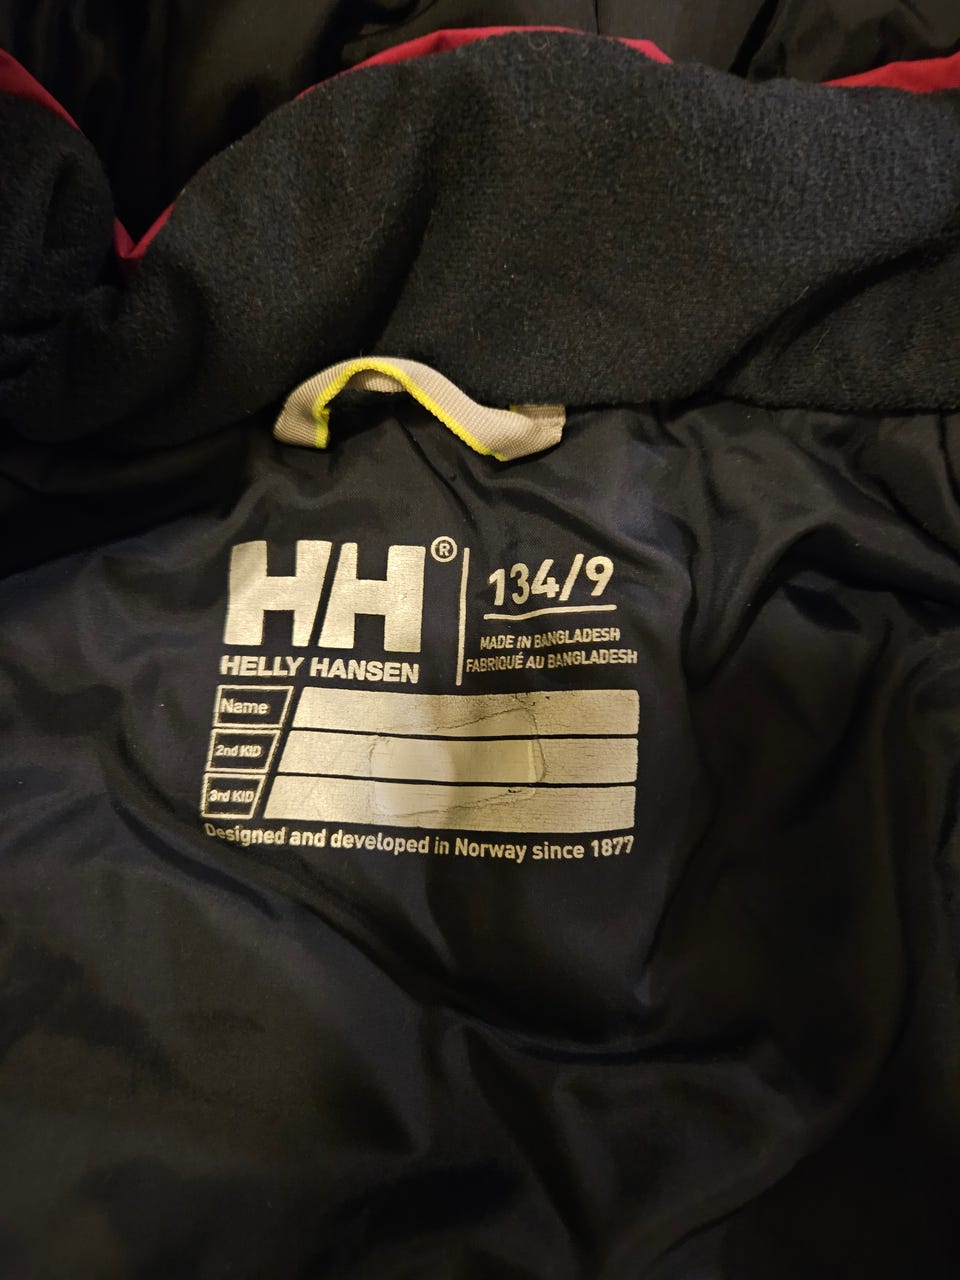 HH®
HELLY HANSEN
134/9
MADE IN BANGLADESH
FABRIQUÉ AU BANGLADESH
Name
2nd KID
3rd KID
Designed and developed in Norway since 1877